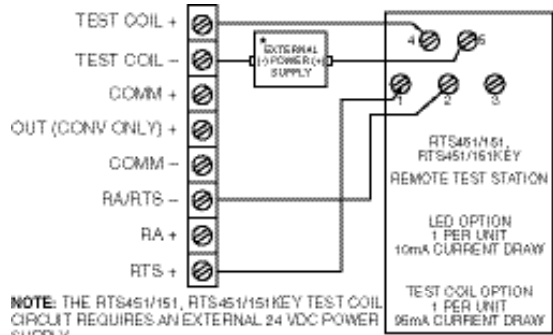 TEST COIL +
TEST COIL −
COMM +
OUT (CONV ONLY) +
COMM −
RA/RTS −
RA +
RTS +
*
EXTERNAL
(-) POWER (+)
SUPPLY
4
5
1
2
3
RTS451/151,
RTS451/151KEY
REMOTE TEST STATION
LED OPTION
1 PER UNIT
10mA CURRENT DRAW
TEST COIL OPTION
1 PER UNIT
95mA CURRENT DRAW
NOTE: THE RTS451/151, RTS451/151KEY TEST COIL
CIRCUIT REQUIRES AN EXTERNAL 24 VDC POWER
SUPPLY